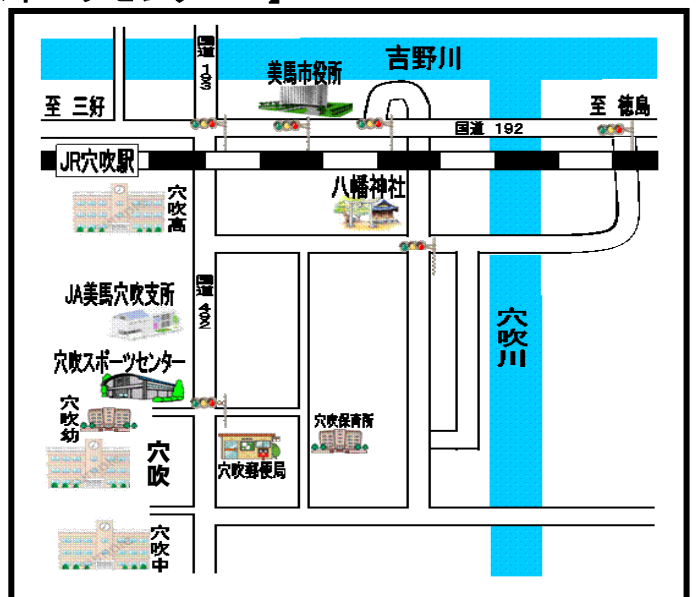 国道193
吉野川
美馬市役所
至 三好
至 徳島
国道 192
JR穴吹駅
八幡神社
穴吹高
国道492
JA美馬穴吹支所
穴吹川
穴吹スポーツセンター
穴吹幼
穴吹保育所
穴吹
穴吹郵便局
穴吹中